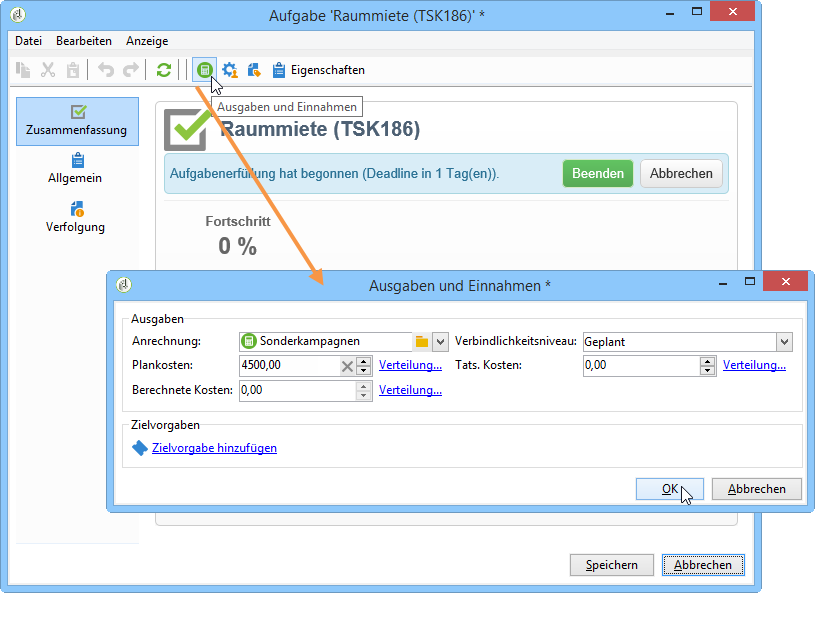 Aufgabe 'Raummiete (TSK186)' *
Datei Bearbeiten Anzeige
Eigenschaften
Ausgaben und Einnahmen
Zusammenfassung
Allgemein
Verfolgung
Raummiete (TSK186)
Aufgabenerfüllung hat begonnen (Deadline in 1 Tag(en)). Beenden Abbrechen
Fortschritt
0 %
Ausgaben und Einnahmen *
Ausgaben
Anrechnung: Sonderkampagnen Verbindlichkeitsniveau: Geplant
Plankosten: 4500,00 Verteilung... Tats. Kosten: 0,00 Verteilung...
Berechnete Kosten: 0,00 Verteilung...
Zielvorgaben
Zielvorgabe hinzufügen
OK Abbrechen
Speichern Abbrechen